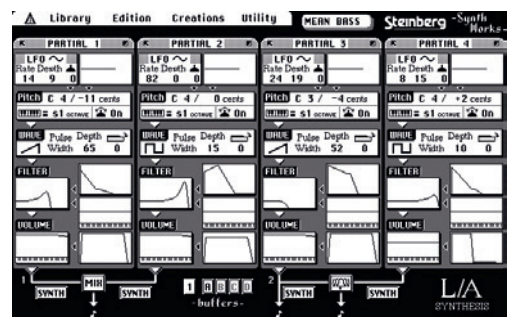 Library Edition Creations Utility MEAN BASS Steinberg -Synth Works-
PARTIAL 1 PARTIAL 2 PARTIAL 3 PARTIAL 4
LFO LFO LFO LFO
Rate Depth Rate Depth Rate Depth Rate Depth
14 9 0 82 0 0 24 19 0 8 15 0
Pitch C 4 / -11 cents Pitch C 4 / 0 cents Pitch C 3 / -4 cents Pitch C 4 / +2 cents
= s1 OCTAVE On = s1 OCTAVE On = s1 OCTAVE On = s1 OCTAVE On
WAVE Pulse Depth WAVE Pulse Depth WAVE Pulse Depth WAVE Pulse Depth
Width 65 0 Width 15 0 Width 52 0 Width 10 0
FILTER FILTER FILTER FILTER
VOLUME VOLUME VOLUME VOLUME
1 MIX 1 A B C D 2 L/A
SYNTH SYNTH -buffers- SYNTH SYNTH SYNTHESIS